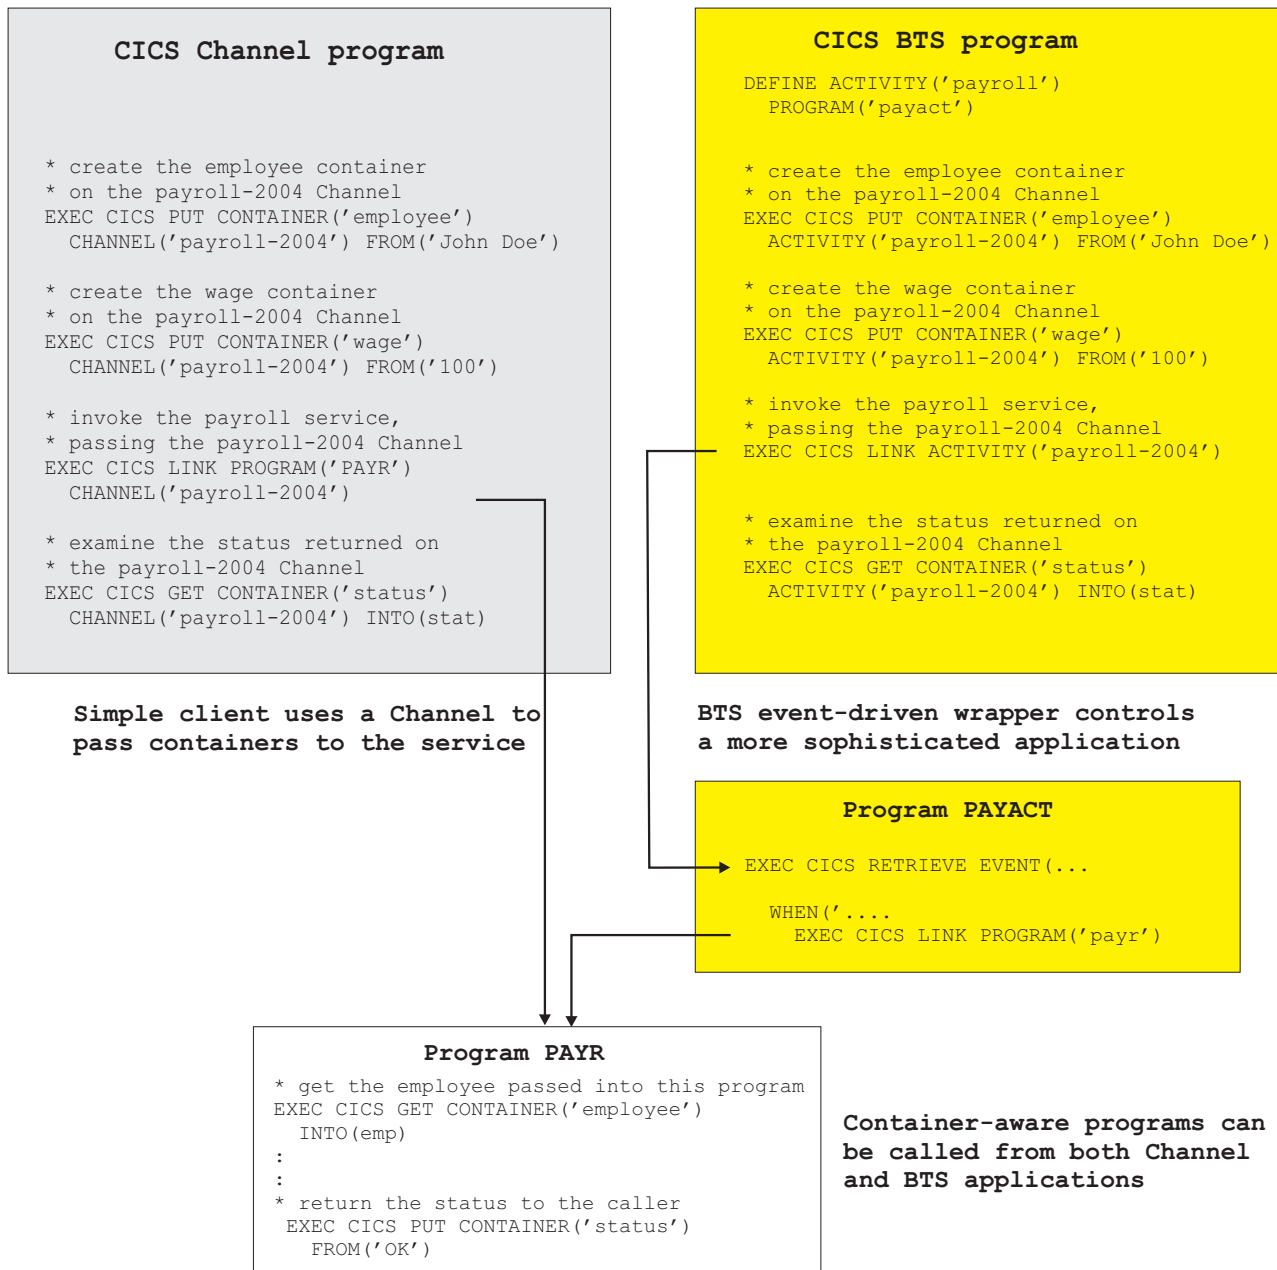 CICS Channel program
* create the employee container
* on the payroll-2004 Channel
EXEC CICS PUT CONTAINER('employee')
CHANNEL('payroll-2004') FROM('John Doe')
* create the wage container
* on the payroll-2004 Channel
EXEC CICS PUT CONTAINER('wage')
CHANNEL('payroll-2004') FROM('100')
* invoke the payroll service,
* passing the payroll-2004 Channel
EXEC CICS LINK PROGRAM('PAYR')
CHANNEL('payroll-2004')
* examine the status returned on
* the payroll-2004 Channel
EXEC CICS GET CONTAINER('status')
CHANNEL('payroll-2004') INTO(stat)
Simple client uses a Channel to
pass containers to the service
CICS BTS program
DEFINE ACTIVITY('payroll')
PROGRAM('payact')
* create the employee container
* on the payroll-2004 Channel
EXEC CICS PUT CONTAINER('employee')
ACTIVITY('payroll-2004') FROM('John Doe')
* create the wage container
* on the payroll-2004 Channel
EXEC CICS PUT CONTAINER('wage')
ACTIVITY('payroll-2004') FROM('100')
* invoke the payroll service,
* passing the payroll-2004 Channel
EXEC CICS LINK ACTIVITY('payroll-2004')
* examine the status returned on
* the payroll-2004 Channel
EXEC CICS GET CONTAINER('status')
ACTIVITY('payroll-2004') INTO(stat)
BTS event-driven wrapper controls
a more sophisticated application
Program PAYACT
EXEC CICS RETRIEVE EVENT(...
WHEN('....
EXEC CICS LINK PROGRAM('payr')
Program PAYR
* get the employee passed into this program
EXEC CICS GET CONTAINER('employee')
INTO(emp)
:
:
* return the status to the caller
EXEC CICS PUT CONTAINER('status')
FROM('OK')
Container-aware programs can
be called from both Channel
and BTS applications